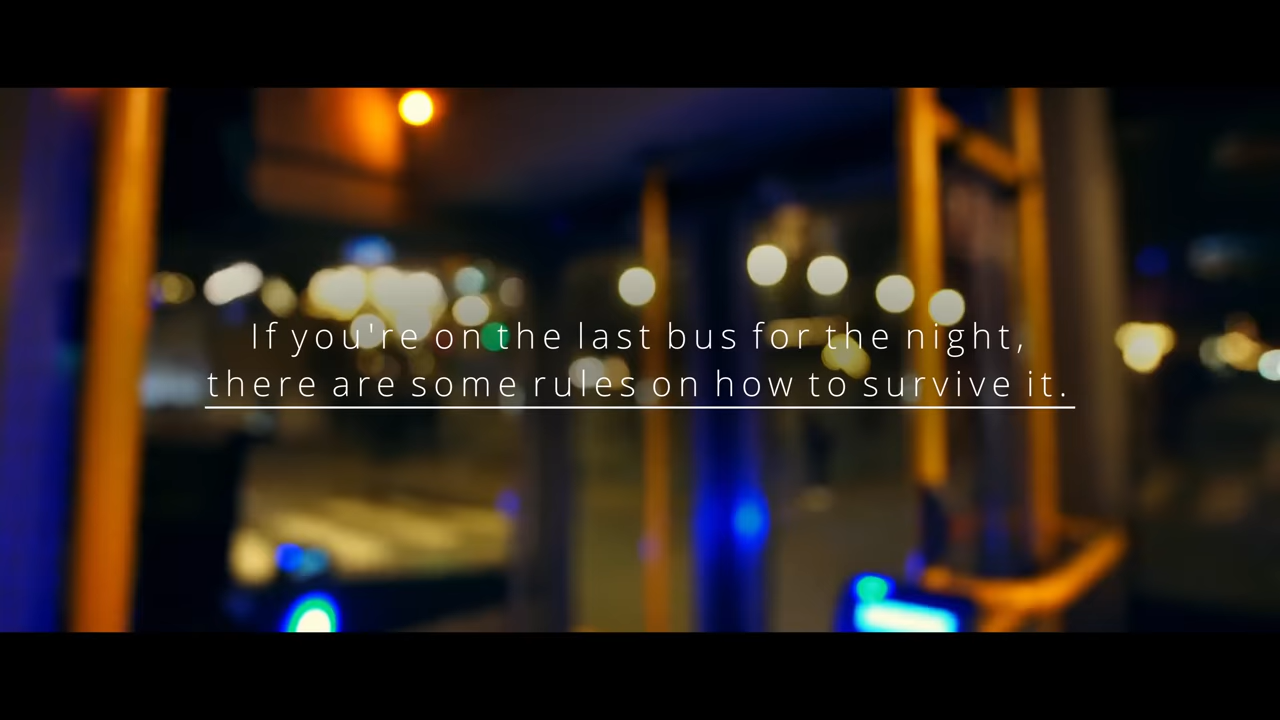 If you're on the last bus for the night,
there are some rules on how to survive it.